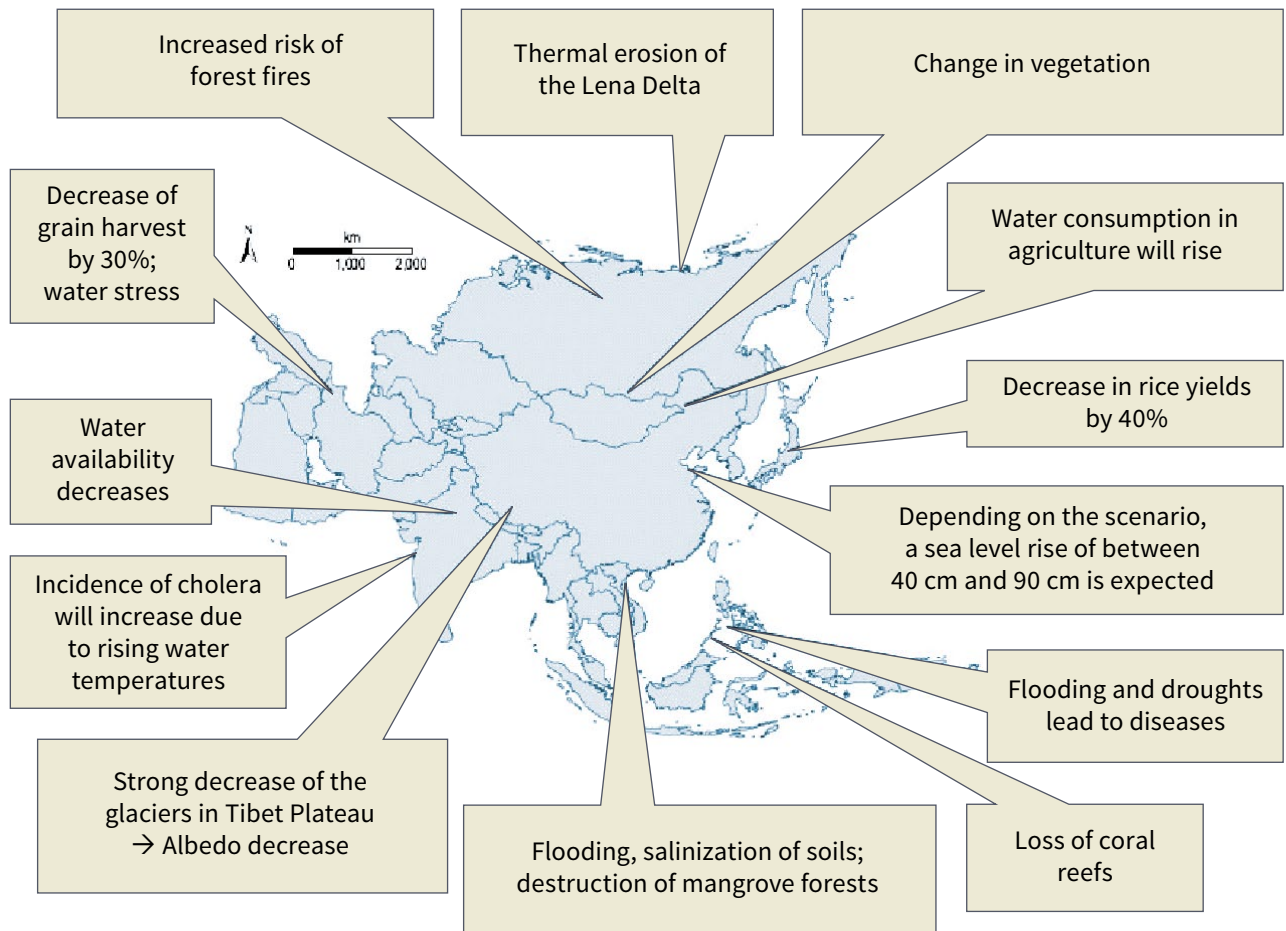 Increased risk of
forest fires
Thermal erosion of
the Lena Delta
Change in vegetation
Decrease of
grain harvest
by 30%;
water stress
N
km
0 1,000 2,000
Water consumption in
agriculture will rise
Decrease in rice yields
by 40%
Water
availability
decreases
Depending on the scenario,
a sea level rise of between
40 cm and 90 cm is expected
Incidence of cholera
will increase due
to rising water
temperatures
Flooding and droughts
lead to diseases
Strong decrease of the
glaciers in Tibet Plateau
→ Albedo decrease
Flooding, salinization of soils;
destruction of mangrove forests
Loss of coral
reefs